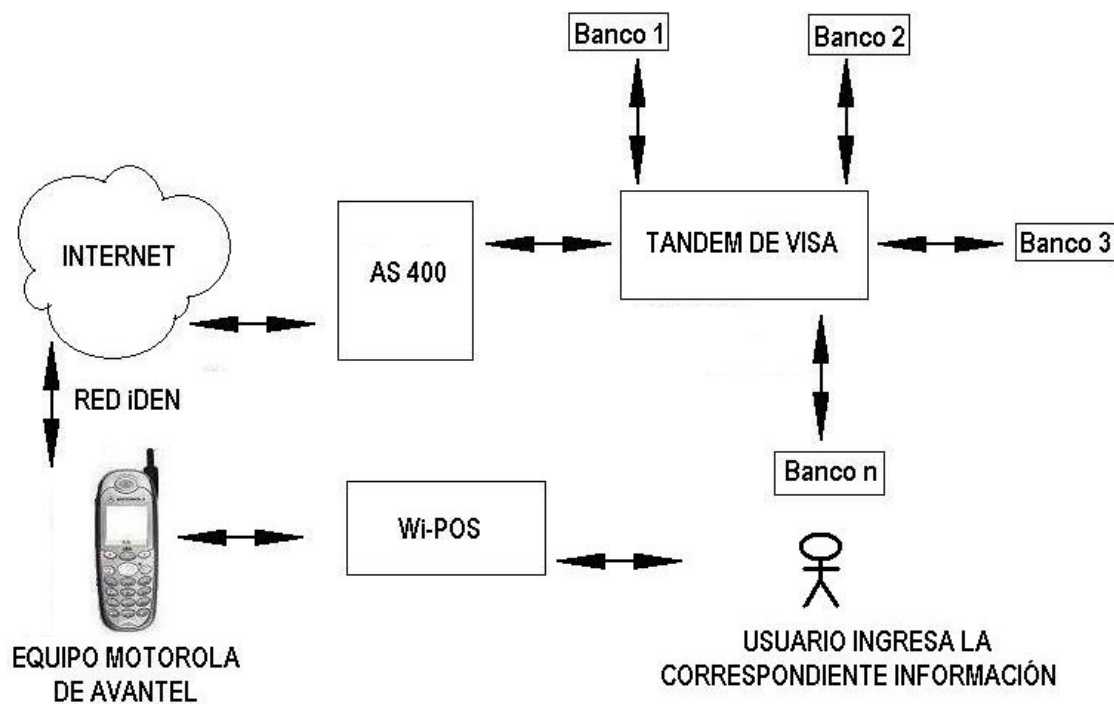 Banco 1
Banco 2
INTERNET
AS 400
TANDEM DE VISA
Banco 3
RED iDEN
Banco n
Wi-POS
EQUIPO MOTOROLA
DE AVANTEL
USUARIO INGRESA LA
CORRESPONDIENTE INFORMACIÓN